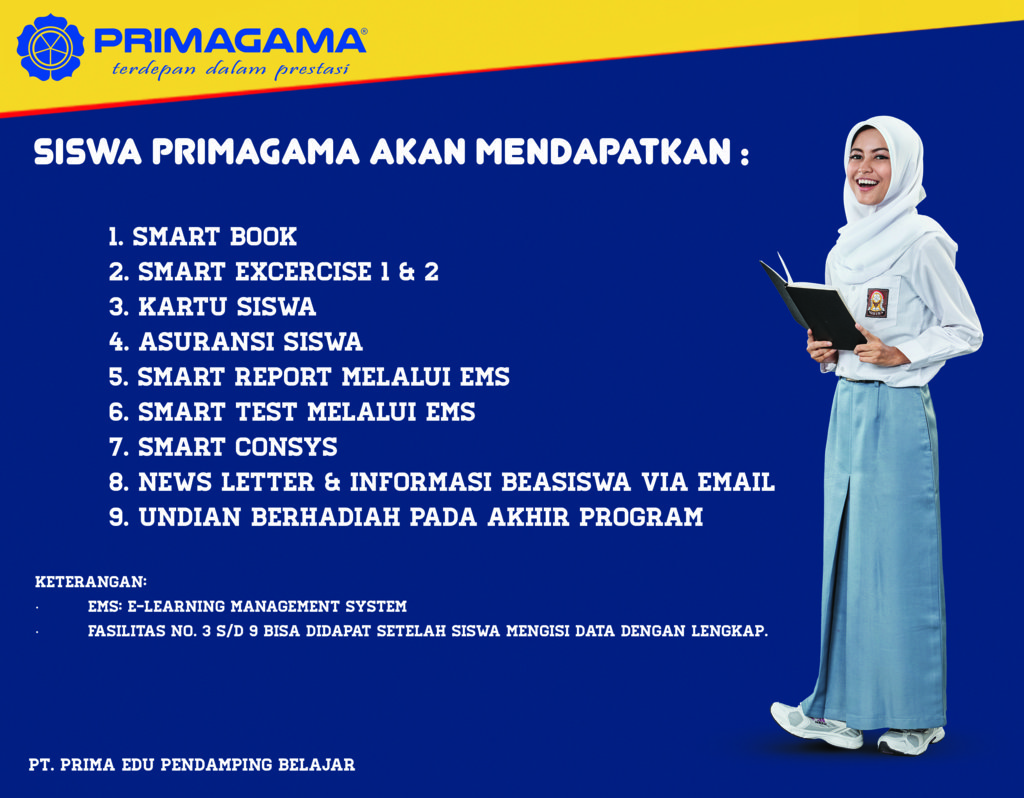 PRIMAGAMA®
terdepan dalam prestasi
SISWA PRIMAGAMA AKAN MENDAPATKAN :
1. SMART BOOK
2. SMART EXCERCISE 1 & 2
3. KARTU SISWA
4. ASURANSI SISWA
5. SMART REPORT MELALUI EMS
6. SMART TEST MELALUI EMS
7. SMART CONSYS
8. NEWS LETTER & INFORMASI BEASISWA VIA EMAIL
9. UNDIAN BERHADIAH PADA AKHIR PROGRAM
KETERANGAN:
· EMS: E-LEARNING MANAGEMENT SYSTEM
· FASILITAS NO. 3 S/D 9 BISA DIDAPAT SETELAH SISWA MENGISI DATA DENGAN LENGKAP.
PT. PRIMA EDU PENDAMPING BELAJAR